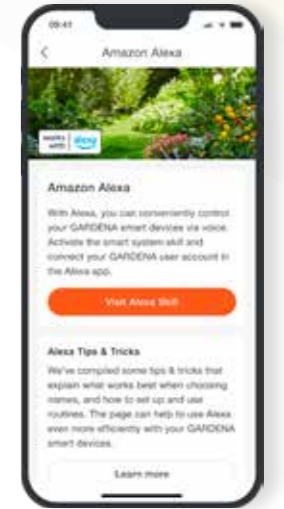 09:41
Amazon Alexa
works with alexa
Amazon Alexa
With Alexa, you can conveniently control
your GARDENA smart devices via voice.
Activate the smart system skill and
connect your GARDENA user account in
the Alexa app.
Visit Alexa Skill
Alexa Tips & Tricks
We've compiled some tips & tricks that
explain what works best when choosing
names, and how to set up and use
routines. The page can help to use Alexa
even more efficiently with your GARDENA
smart devices.
Learn more